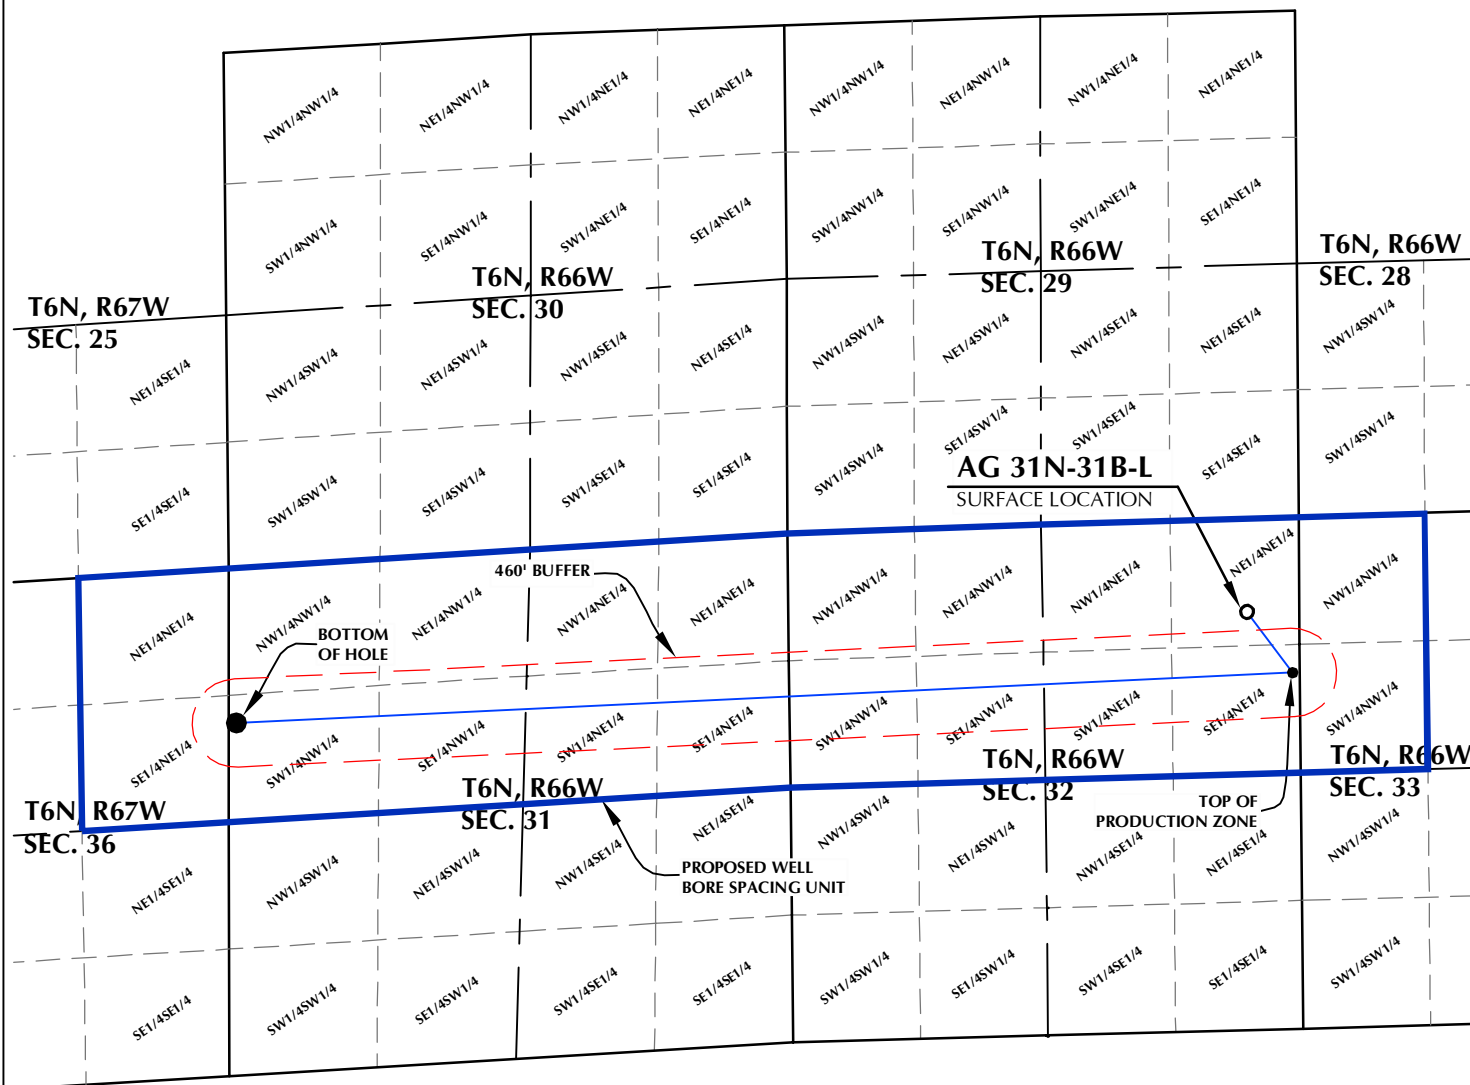 NW1/4NW1/4
NE1/4NW1/4
NW1/4NE1/4
NE1/4NE1/4
NW1/4NW1/4
NE1/4NW1/4
NW1/4NE1/4
NE1/4NE1/4
SW1/4NW1/4
SE1/4NW1/4
SW1/4NE1/4
SE1/4NE1/4
SW1/4NW1/4
SE1/4NW1/4
SW1/4NE1/4
SE1/4NE1/4
T6N, R67W
SEC. 25
T6N, R66W
SEC. 30
T6N, R66W
SEC. 29
T6N, R66W
SEC. 28
NE1/4SE1/4
NW1/4SW1/4
NE1/4SW1/4
NW1/4SE1/4
NE1/4SE1/4
NW1/4SW1/4
NE1/4SW1/4
NW1/4SE1/4
NE1/4SE1/4
NW1/4SW1/4
SE1/4SE1/4
SW1/4SW1/4
SE1/4SW1/4
SW1/4SE1/4
SE1/4SE1/4
SW1/4SW1/4
SE1/4SW1/4
SW1/4SE1/4
SE1/4SE1/4
SW1/4SW1/4
AG 31N-31B-L
SURFACE LOCATION
460' BUFFER
BOTTOM
OF HOLE
NE1/4NE1/4
NW1/4NW1/4
NE1/4NW1/4
NW1/4NE1/4
NE1/4NE1/4
NW1/4NW1/4
NE1/4NW1/4
NW1/4NE1/4
NE1/4NE1/4
NW1/4NW1/4
SE1/4NE1/4
SW1/4NW1/4
SE1/4NW1/4
SW1/4NE1/4
SE1/4NE1/4
SW1/4NW1/4
SE1/4NW1/4
SW1/4NE1/4
SE1/4NE1/4
SW1/4NW1/4
T6N, R67W
SEC. 36
T6N, R66W
SEC. 31
T6N, R66W
SEC. 32
T6N, R66W
SEC. 33
TOP OF
PRODUCTION ZONE
PROPOSED WELL
BORE SPACING UNIT
NE1/4SE1/4
NW1/4SW1/4
NE1/4SW1/4
NW1/4SE1/4
NE1/4SE1/4
NW1/4SW1/4
NE1/4SW1/4
NW1/4SE1/4
NE1/4SE1/4
NW1/4SW1/4
SE1/4SE1/4
SW1/4SW1/4
SE1/4SW1/4
SW1/4SE1/4
SE1/4SE1/4
SW1/4SW1/4
SE1/4SW1/4
SW1/4SE1/4
SE1/4SE1/4
SW1/4SW1/4